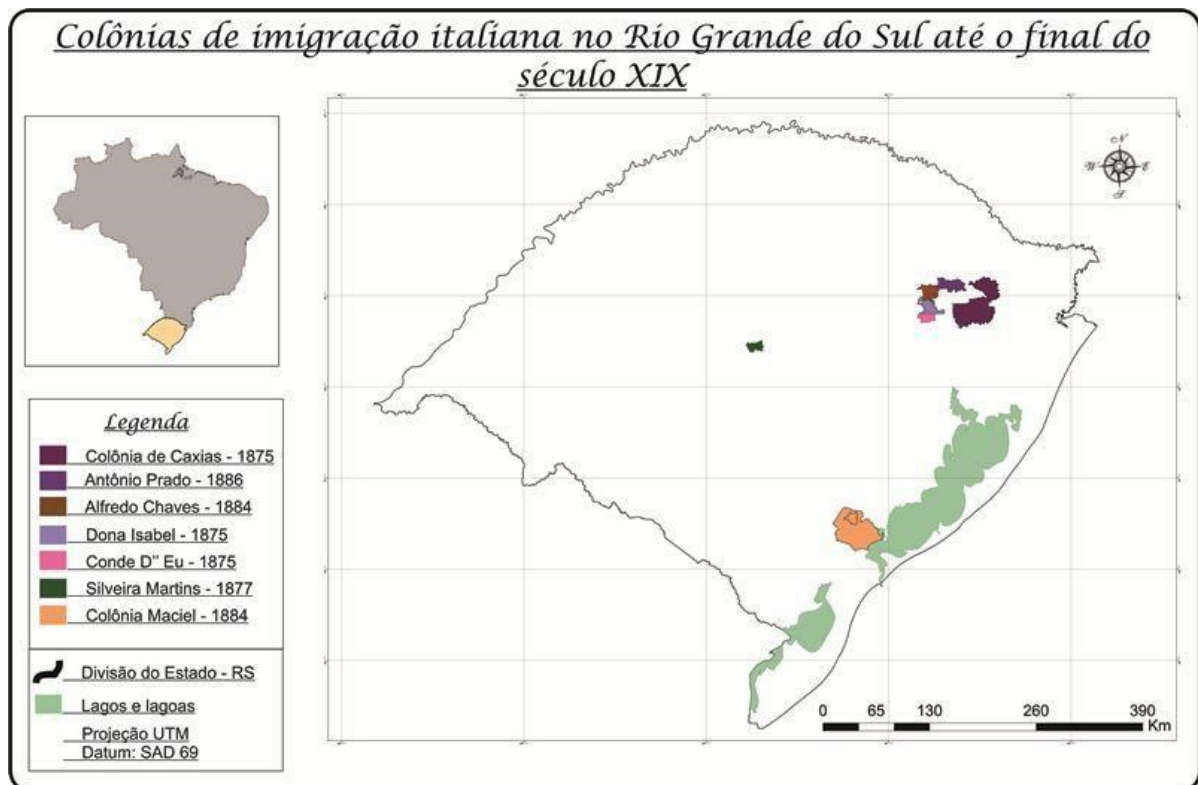 Colônias de imigração italiana no Rio Grande do Sul até o final do
século XIX
N
W E
S
Legenda
Colônia de Caxias - 1875
Antônio Prado - 1886
Alfredo Chaves - 1884
Dona Isabel - 1875
Conde D" Eu - 1875
Silveira Martins - 1877
Colônia Maciel - 1884
Divisão do Estado - RS
Lagos e lagoas
Projeção UTM
Datum: SAD 69
0 65 130 260 390
Km